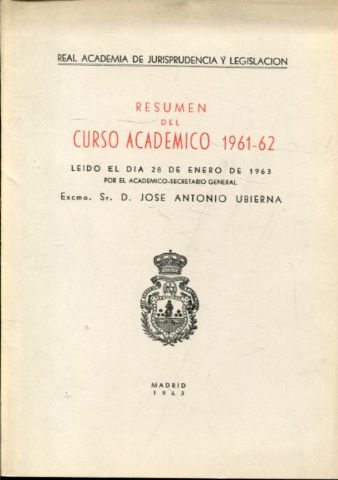 REAL ACADEMIA DE JURISPRUDENCIA Y LEGISLACION
RESUMEN
DEL
CURSO ACADEMICO 1961-62
LEIDO EL DIA 28 DE ENERO DE 1963
POR EL ACADEMICO-SECRETARIO GENERAL
Excmo. Sr. D. JOSE ANTONIO UBIERNA
MADRID
1963